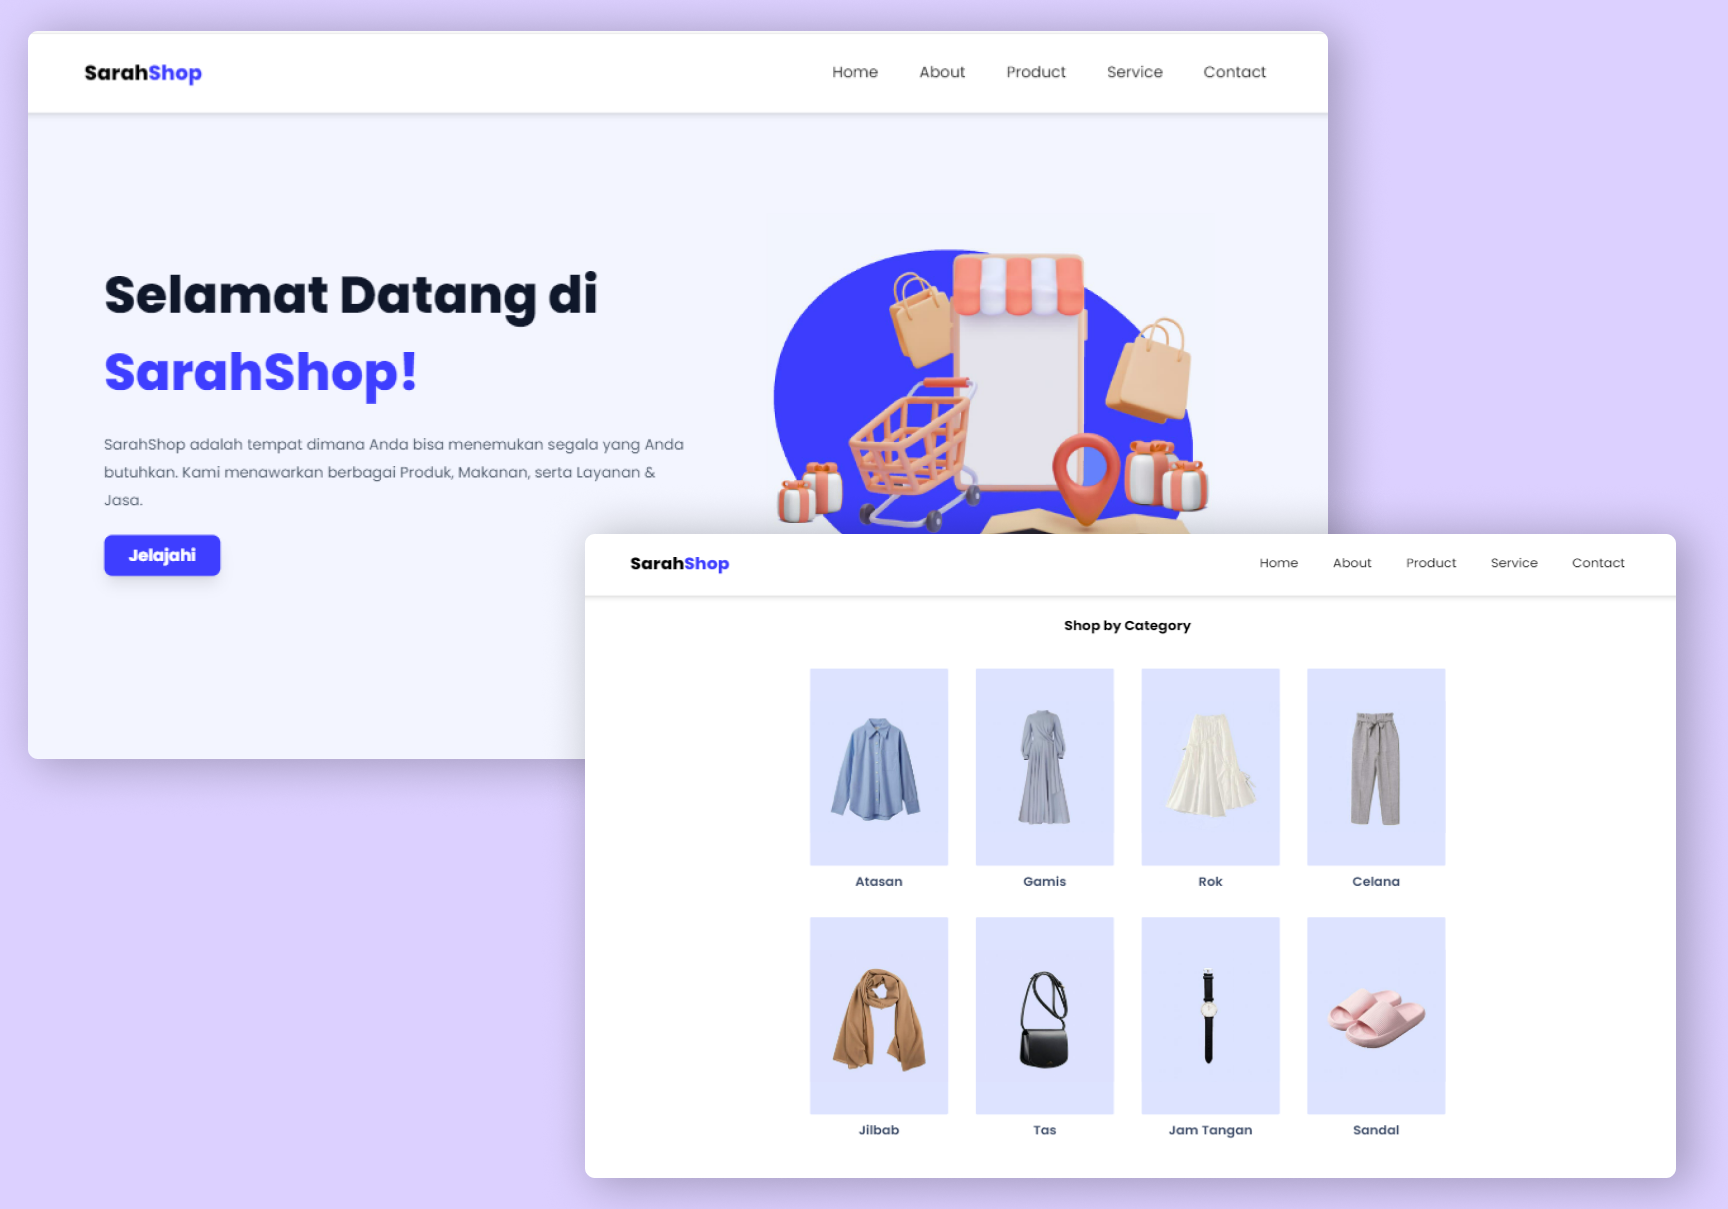 SarahShop
Home About Product Service Contact
Selamat Datang di
SarahShop!
SarahShop adalah tempat dimana Anda bisa menemukan segala yang Anda
butuhkan. Kami menawarkan berbagai Produk, Makanan, serta Layanan &
Jasa.
Jelajahi
SarahShop
Home About Product Service Contact
Shop by Category
Atasan Gamis Rok Celana
Jilbab Tas Jam Tangan Sandal